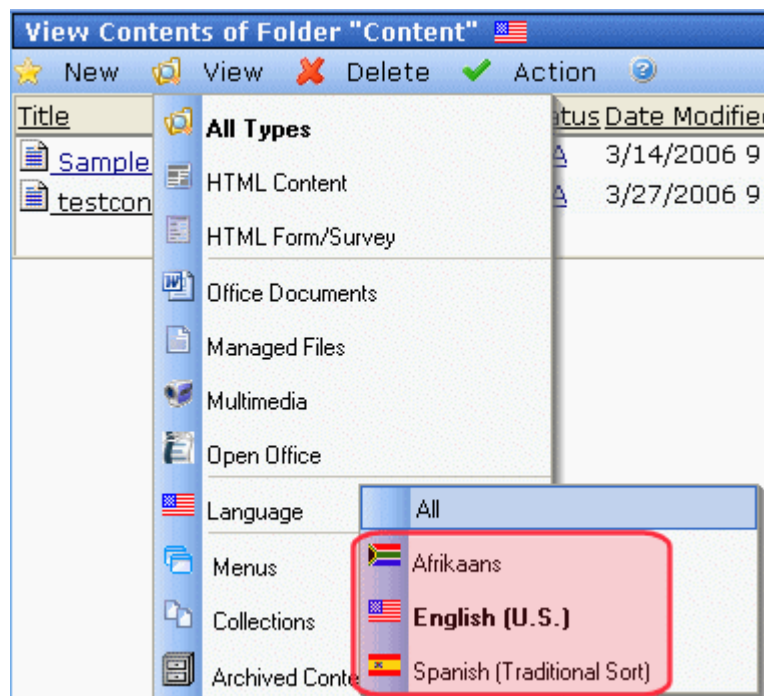 View Contents of Folder "Content"
New View Delete Action
Title tus Date Modified
Sample A 3/14/2006 9
testcon A 3/27/2006 9
All Types
HTML Content
HTML Form/Survey
Office Documents
Managed Files
Multimedia
Open Office
Language
Menus
Collections
Archived Conte
All
Afrikaans
English (U.S.)
Spanish (Traditional Sort)